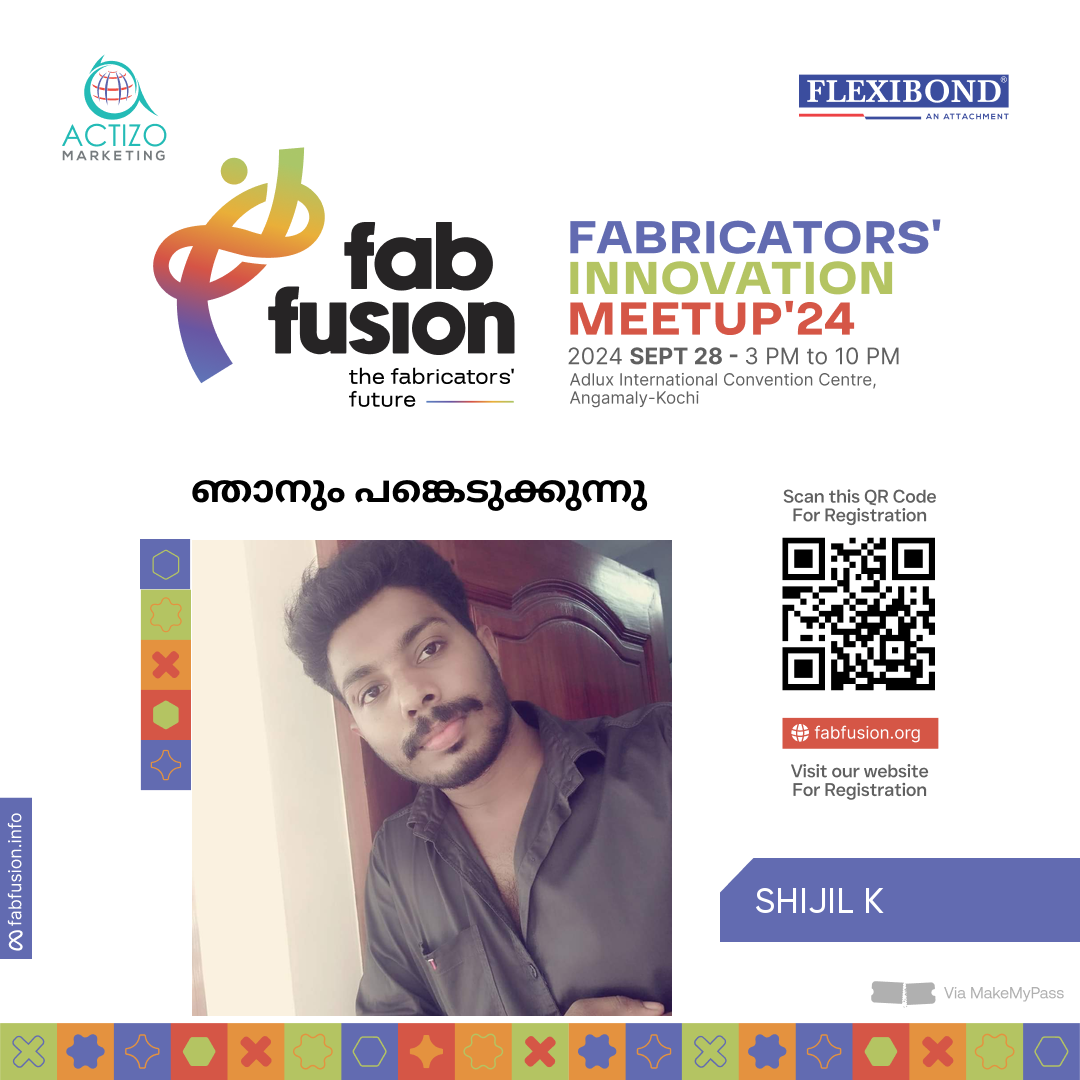 ACTIZO
MARKETING
FLEXIBOND®
AN ATTACHMENT
fab
fusion
the fabricators'
future
FABRICATORS'
INNOVATION
MEETUP'24
2024 SEPT 28 - 3 PM to 10 PM
Adlux International Convention Centre,
Angamaly-Kochi
ഞാനും പങ്കെടുക്കുന്നു
Scan this QR Code
For Registration
fabfusion.org
Visit our website
For Registration
fabfusion.info
SHIJIL K
Via MakeMyPass